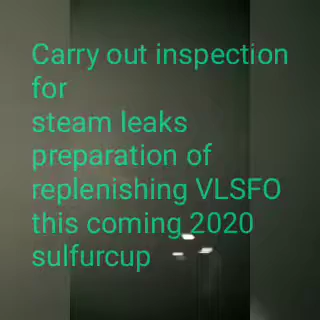 Carry out inspection
for
steam leaks
preparation of
replenishing VLSFO
this coming 2020
sulfurcup